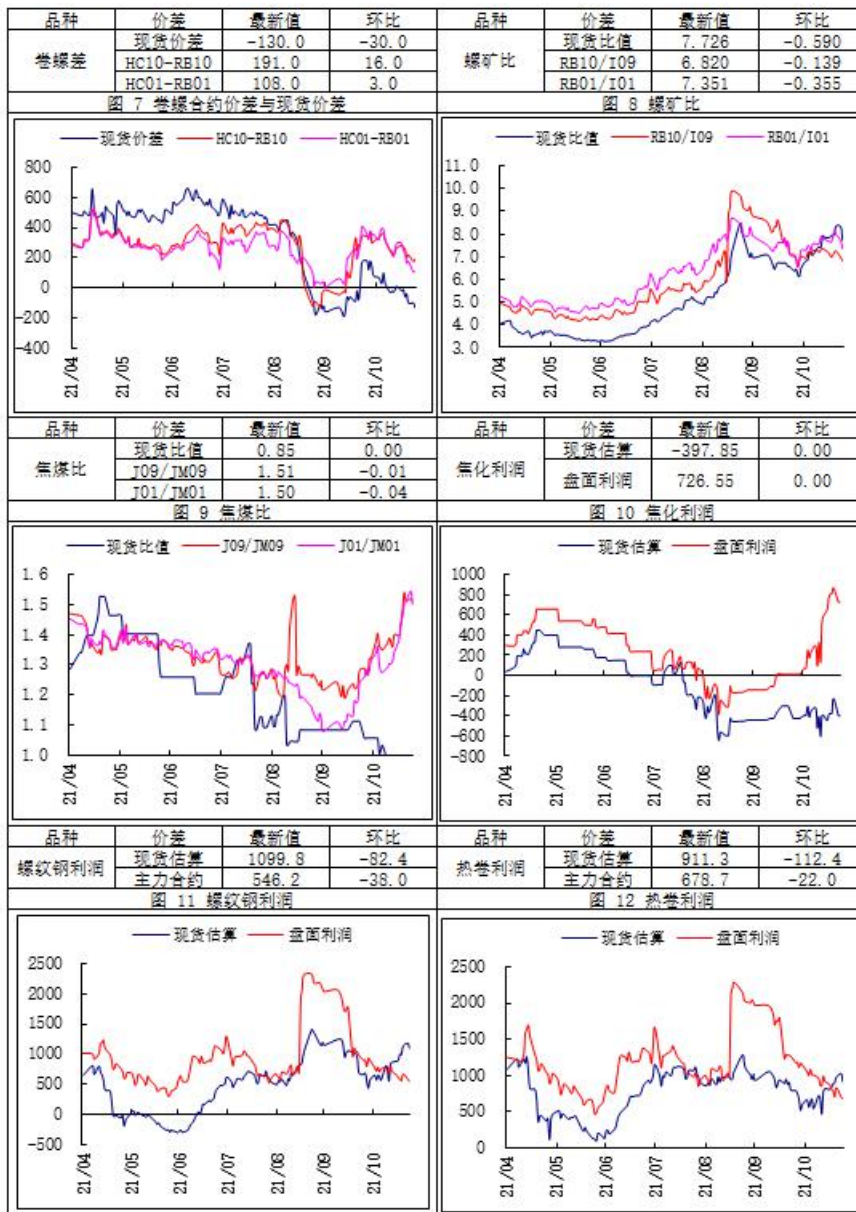 品种 价差 最新值 环比 品种 价差 最新值 环比
卷螺差 现货价差 -130.0 -30.0 螺矿比 现货比值 7.726 -0.590
HC10-RB10 191.0 16.0 RB10/I09 6.820 -0.139
HC01-RB01 108.0 3.0 RB01/I01 7.351 -0.355
图 7 卷螺合约价差与现货价差 图 8 螺矿比
现货价差 HC10-RB10 HC01-RB01
800
600
400
200
0
-200
-400
21/04 21/05 21/06 21/07 21/08 21/09 21/10
现货比值 RB10/I09 RB01/I01
11.0
10.0
9.0
8.0
7.0
6.0
5.0
4.0
3.0
21/04 21/05 21/06 21/07 21/08 21/09 21/10
品种 价差 最新值 环比 品种 价差 最新值 环比
焦煤比 现货比值 0.85 0.00 焦化利润 现货估算 -397.85 0.00
J09/JM09 1.51 -0.01 盘面利润 726.55 0.00
J01/JM01 1.50 -0.04
图 9 焦煤比 图 10 焦化利润
现货比值 J09/JM09 J01/JM01
1.6
1.5
1.4
1.3
1.2
1.1
1.0
21/04 21/05 21/06 21/07 21/08 21/09 21/10
现货估算 盘面利润
1000
800
600
400
200
0
-200
-400
-600
-800
21/04 21/05 21/06 21/07 21/08 21/09 21/10
品种 价差 最新值 环比 品种 价差 最新值 环比
螺纹钢利润 现货估算 1099.8 -82.4 热卷利润 现货估算 911.3 -112.4
主力合约 546.2 -38.0 主力合约 678.7 -22.0
图 11 螺纹钢利润 图 12 热卷利润
现货估算 盘面利润
2500
2000
1500
1000
500
0
-500
21/04 21/05 21/06 21/07 21/08 21/09 21/10
现货估算 盘面利润
2500
2000
1500
1000
500
0
21/04 21/05 21/06 21/07 21/08 21/09 21/10